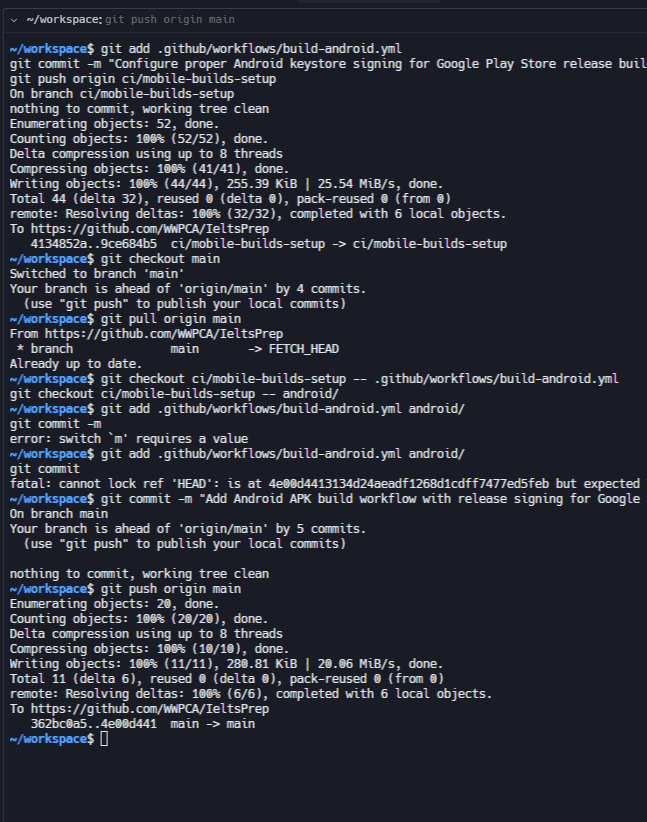 ~/workspace: git push origin main
~/workspace$ git add .github/workflows/build-android.yml
git commit -m "Configure proper Android keystore signing for Google Play Store release buil
git push origin ci/mobile-builds-setup
On branch ci/mobile-builds-setup
nothing to commit, working tree clean
Enumerating objects: 52, done.
Counting objects: 100% (52/52), done.
Delta compression using up to 8 threads
Compressing objects: 100% (41/41), done.
Writing objects: 100% (44/44), 255.39 KiB | 25.54 MiB/s, done.
Total 44 (delta 32), reused 0 (delta 0), pack-reused 0 (from 0)
remote: Resolving deltas: 100% (32/32), completed with 6 local objects.
To https://github.com/WWPCA/IeltsPrep
   4134852a..9ce684b5  ci/mobile-builds-setup -> ci/mobile-builds-setup
~/workspace$ git checkout main
Switched to branch 'main'
Your branch is ahead of 'origin/main' by 4 commits.
  (use "git push" to publish your local commits)
~/workspace$ git pull origin main
From https://github.com/WWPCA/IeltsPrep
 * branch              main       -> FETCH_HEAD
Already up to date.
~/workspace$ git checkout ci/mobile-builds-setup -- .github/workflows/build-android.yml
git checkout ci/mobile-builds-setup -- android/
~/workspace$ git add .github/workflows/build-android.yml android/
git commit -m
error: switch `m' requires a value
~/workspace$ git add .github/workflows/build-android.yml android/
git commit
fatal: cannot lock ref 'HEAD': is at 4e00d4413134d24aeadf1268d1cdff7477ed5feb but expected
~/workspace$ git commit -m "Add Android APK build workflow with release signing for Google
On branch main
Your branch is ahead of 'origin/main' by 5 commits.
  (use "git push" to publish your local commits)
nothing to commit, working tree clean
~/workspace$ git push origin main
Enumerating objects: 20, done.
Counting objects: 100% (20/20), done.
Delta compression using up to 8 threads
Compressing objects: 100% (10/10), done.
Writing objects: 100% (11/11), 280.81 KiB | 20.06 MiB/s, done.
Total 11 (delta 6), reused 0 (delta 0), pack-reused 0 (from 0)
remote: Resolving deltas: 100% (6/6), completed with 6 local objects.
To https://github.com/WWPCA/IeltsPrep
   362bc0a5..4e00d441  main -> main
~/workspace$